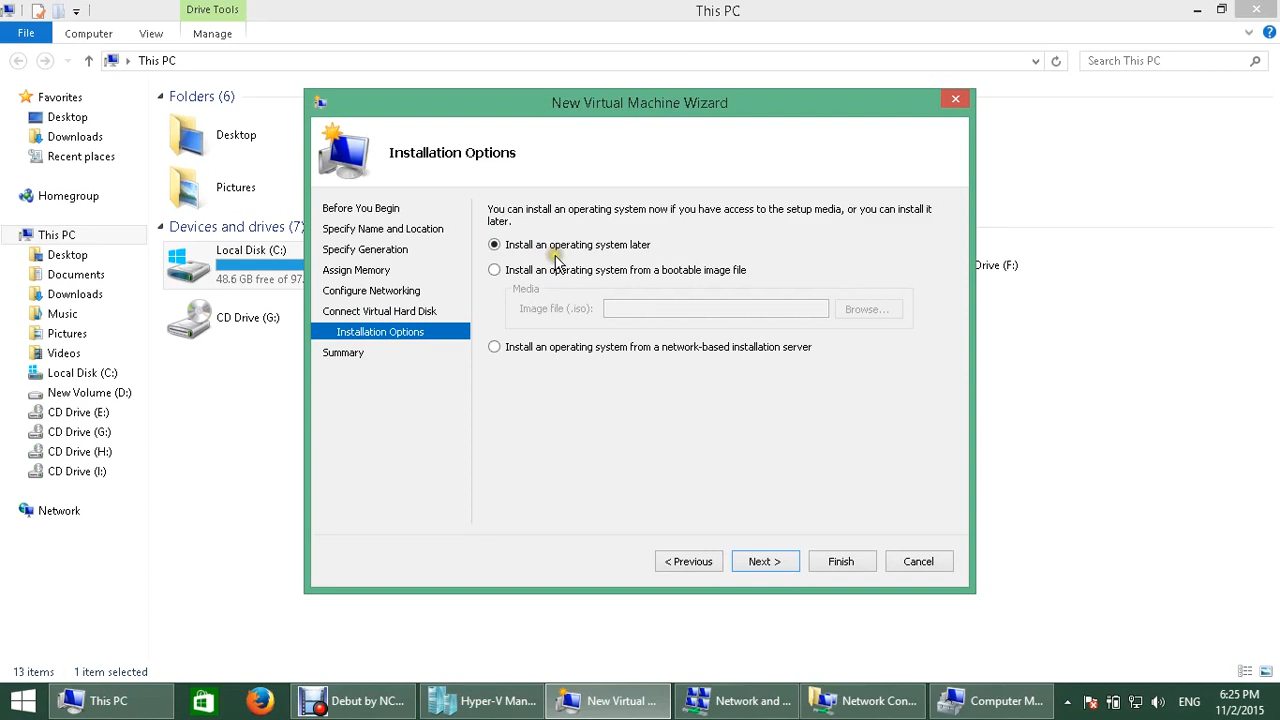 Drive Tools
This PC
File
Computer
View
Manage
This PC
Search This PC
Favorites
Desktop
Downloads
Recent places
Homegroup
This PC
Desktop
Documents
Downloads
Music
Pictures
Videos
Local Disk (C:)
New Volume (D:)
CD Drive (E:)
CD Drive (G:)
CD Drive (H:)
CD Drive (I:)
Network
Folders (6)
Desktop
Pictures
Devices and drives (7)
Local Disk (C:)
48.6 GB free of 97.
CD Drive (G:)
Drive (F:)
New Virtual Machine Wizard
Installation Options
Before You Begin
Specify Name and Location
Specify Generation
Assign Memory
Configure Networking
Connect Virtual Hard Disk
Installation Options
Summary
You can install an operating system now if you have access to the setup media, or you can install it
later.
Install an operating system later
Install an operating system from a bootable image file
Media
Image file (.iso):
Browse...
Install an operating system from a network-based installation server
< Previous
Next >
Finish
Cancel
13 items
1 item selected
This PC
Debut by NC...
Hyper-V Man...
New Virtual ...
Network and ...
Network Con...
Computer M...
ENG
6:25 PM
11/2/2015